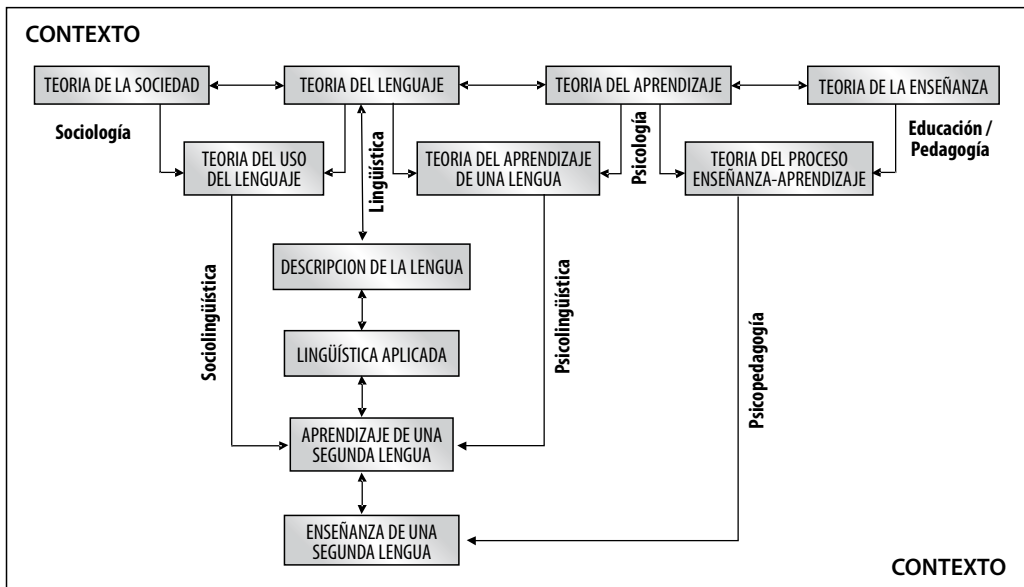 CONTEXTO
TEORIA DE LA SOCIEDAD
TEORIA DEL LENGUAJE
TEORIA DEL APRENDIZAJE
TEORIA DE LA ENSEÑANZA
Sociología
Lingüística
Psicología
Educación /
Pedagogía
TEORIA DEL USO
DEL LENGUAJE
TEORIA DEL APRENDIZAJE
DE UNA LENGUA
TEORIA DEL PROCESO
ENSEÑANZA-APRENDIZAJE
DESCRIPCION DE LA LENGUA
Sociolingüística
Psicolingüística
Psicopedagogía
LINGÜÍSTICA APLICADA
APRENDIZAJE DE UNA
SEGUNDA LENGUA
ENSEÑANZA DE UNA
SEGUNDA LENGUA
CONTEXTO